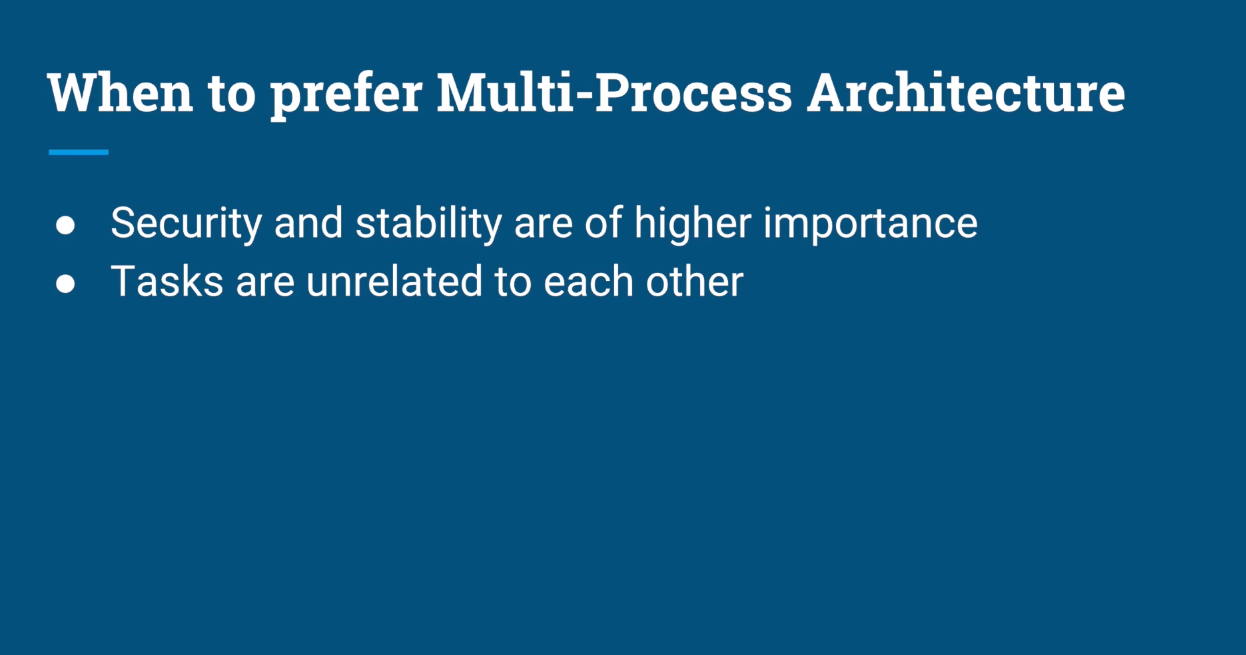 When to prefer Multi-Process Architecture
● Security and stability are of higher importance
● Tasks are unrelated to each other